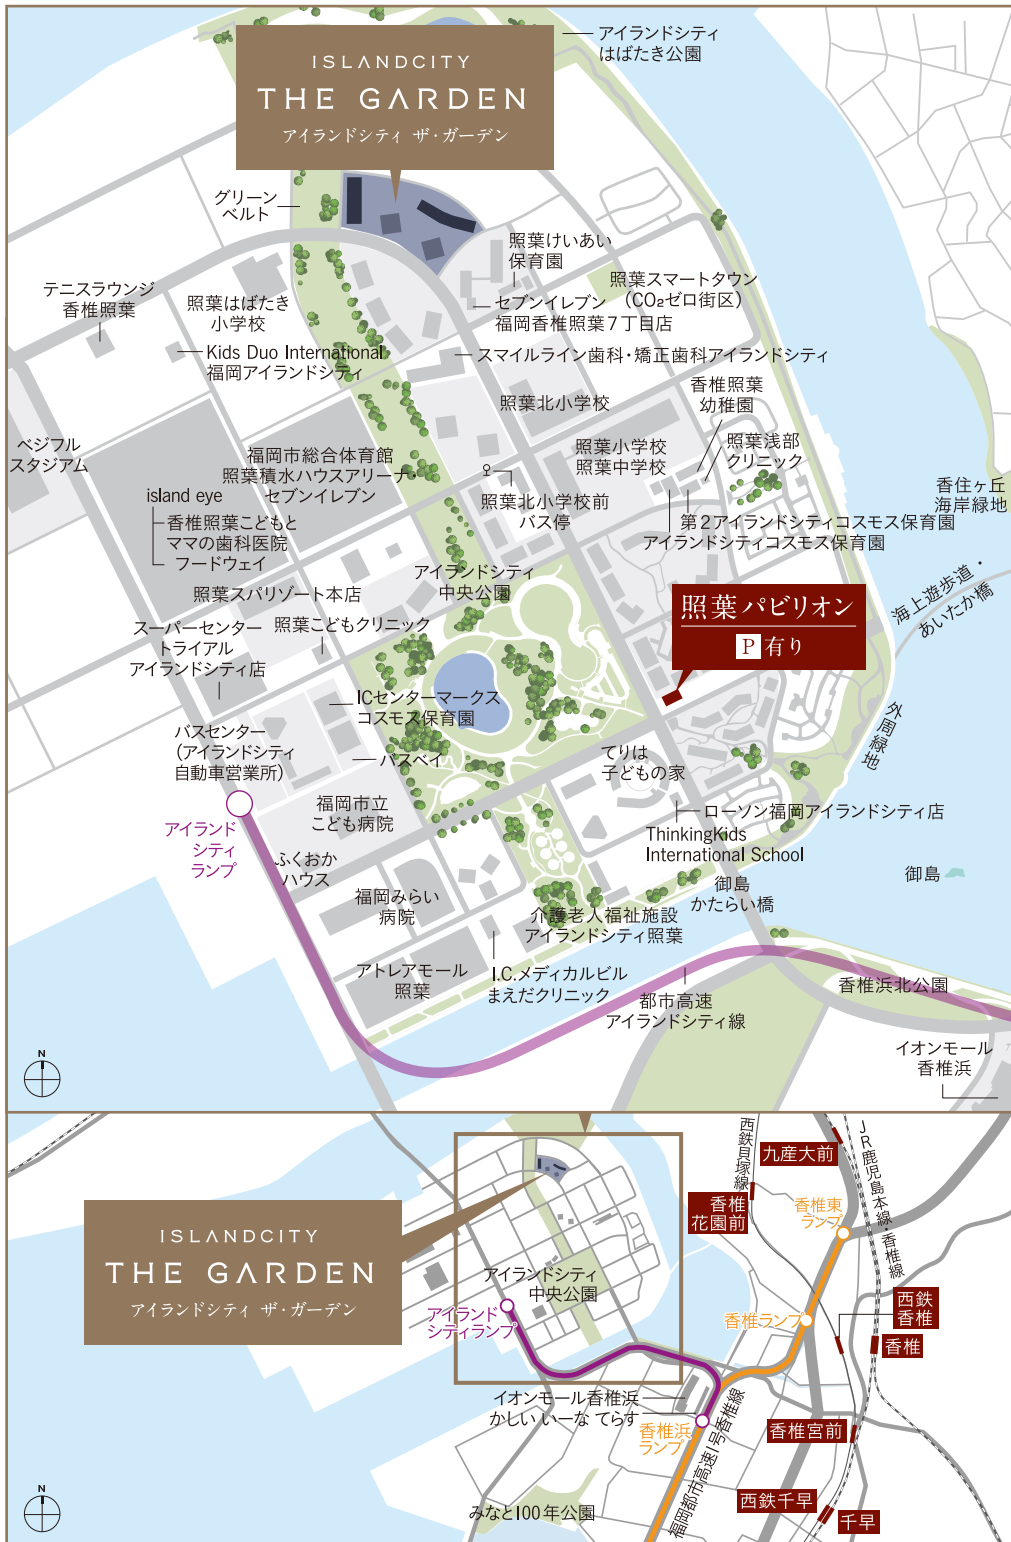 アイランドシティ
はばたき公園
ISLANDCITY
THE GARDEN
アイランドシティ ザ・ガーデン
グリーン
ベルト
照葉けいあい
保育園
照葉スマートタウン
（CO₂ゼロ街区）
テニスラウンジ
香椎照葉
照葉はばたき
小学校
セブンイレブン
福岡香椎照葉7丁目店
Kids Duo International
福岡アイランドシティ
スマイルライン歯科・矯正歯科アイランドシティ
香椎照葉
幼稚園
照葉北小学校
ベジフル
スタジアム
福岡市総合体育館
照葉積水ハウスアリーナ・
セブンイレブン
照葉小学校
照葉中学校
照葉浅部
クリニック
island eye
香椎照葉こどもと
ママの歯科医院
フードウェイ
照葉北小学校前
バス停
香住ヶ丘
海岸緑地
第2アイランドシティコスモス保育園
アイランドシティコスモス保育園
照葉スパリゾート本店
アイランドシティ
中央公園
海上遊歩道・
あいたか橋
照葉パビリオン
P有り
スーパーセンター
トライアル
アイランドシティ店
照葉こどもクリニック
ICセンターマークス
コスモス保育園
外周緑地
バスセンター
（アイランドシティ
自動車営業所）
バスベイ
てりは
子どもの家
アイランド
シティ
ランプ
福岡市立
こども病院
ローソン福岡アイランドシティ店
ThinkingKids
International School
ふくおか
ハウス
福岡みらい
病院
御島
かたらい橋
御島
介護老人福祉施設
アイランドシティ照葉
アトレアモール
照葉
I.C.メディカルビル
まえだクリニック
都市高速
アイランドシティ線
香椎浜北公園
イオンモール
香椎浜
N
西鉄貝塚線
九産大前
JR鹿児島本線・香椎線
香椎
花園前
香椎東
ランプ
ISLANDCITY
THE GARDEN
アイランドシティ ザ・ガーデン
アイランドシティ
中央公園
アイランド
シティランプ
香椎ランプ
西鉄
香椎
香椎
イオンモール香椎浜
かしい いーな てらす
香椎浜
ランプ
福岡都市高速1号香椎線
香椎宮前
西鉄千早
千早
みなと100年公園
N